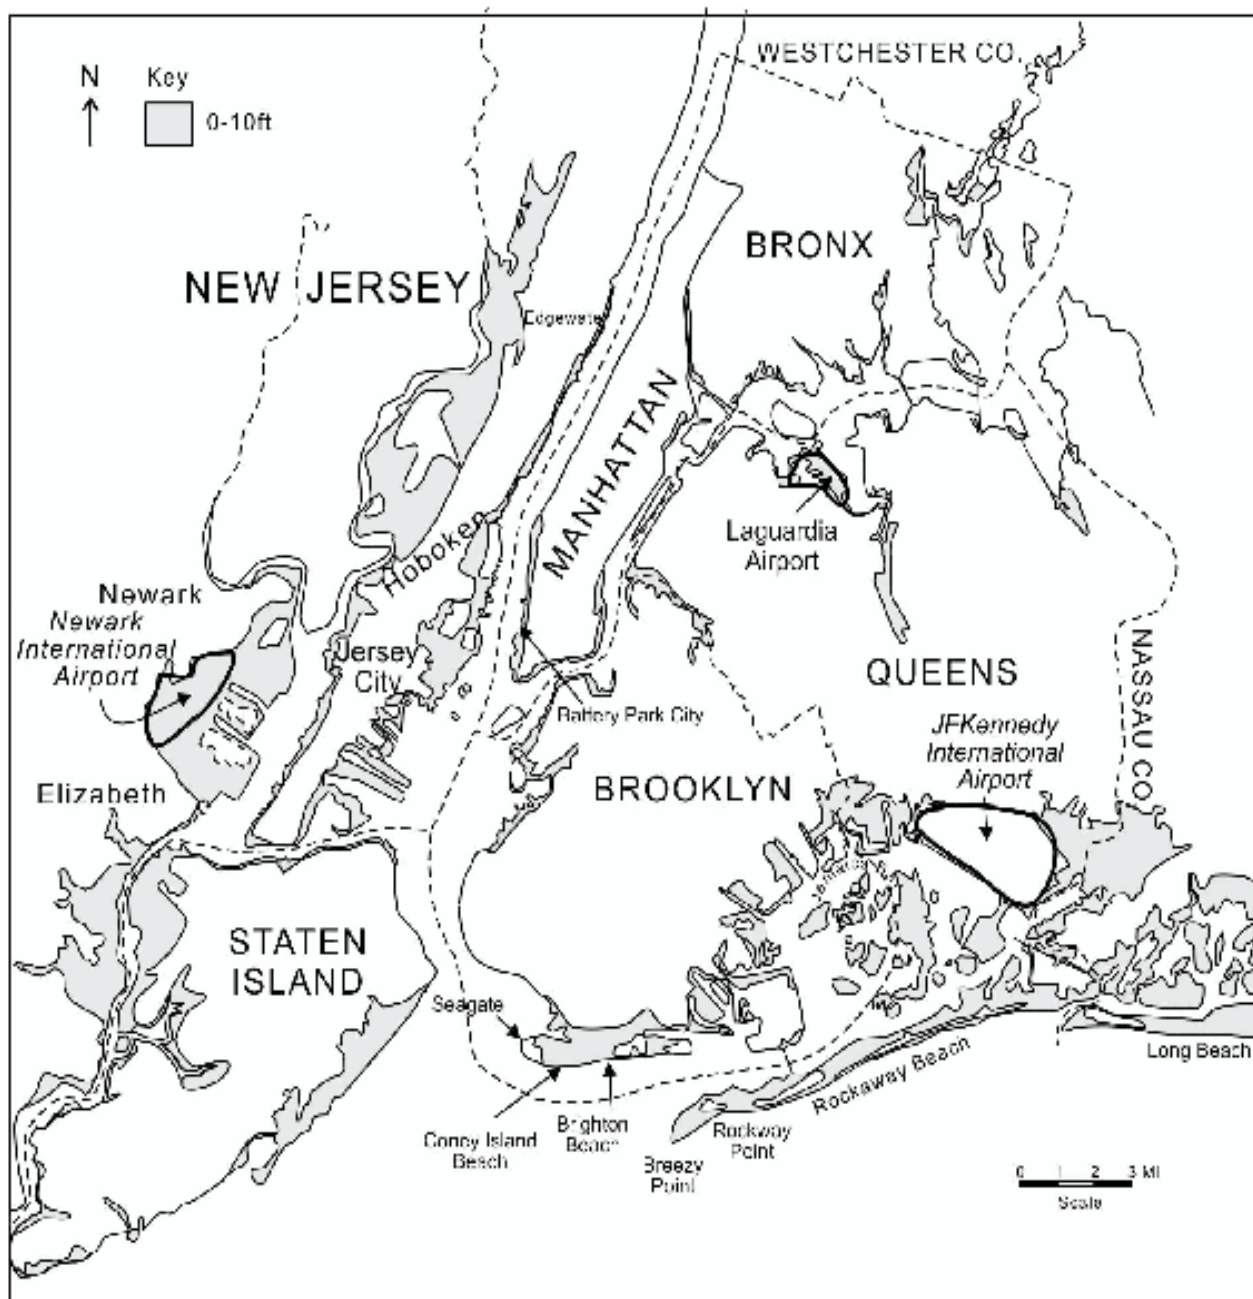 WESTCHESTER CO.
N
Key
0-10ft
BRONX
NEW JERSEY
Edgewater
MANHATTAN
Hoboken
Laguardia
Airport
Newark
Newark
International
Airport
Jersey
City
QUEENS
NASSAU CO.
Battery Park City
JFKennedy
International
Airport
Elizabeth
BROOKLYN
STATEN
ISLAND
Seagate
Long Beach
Rockaway Beach
Coney Island
Beach
Brighton
Beach
Rockway
Point
Breezy
Point
0 1 2 3 MI
Scale